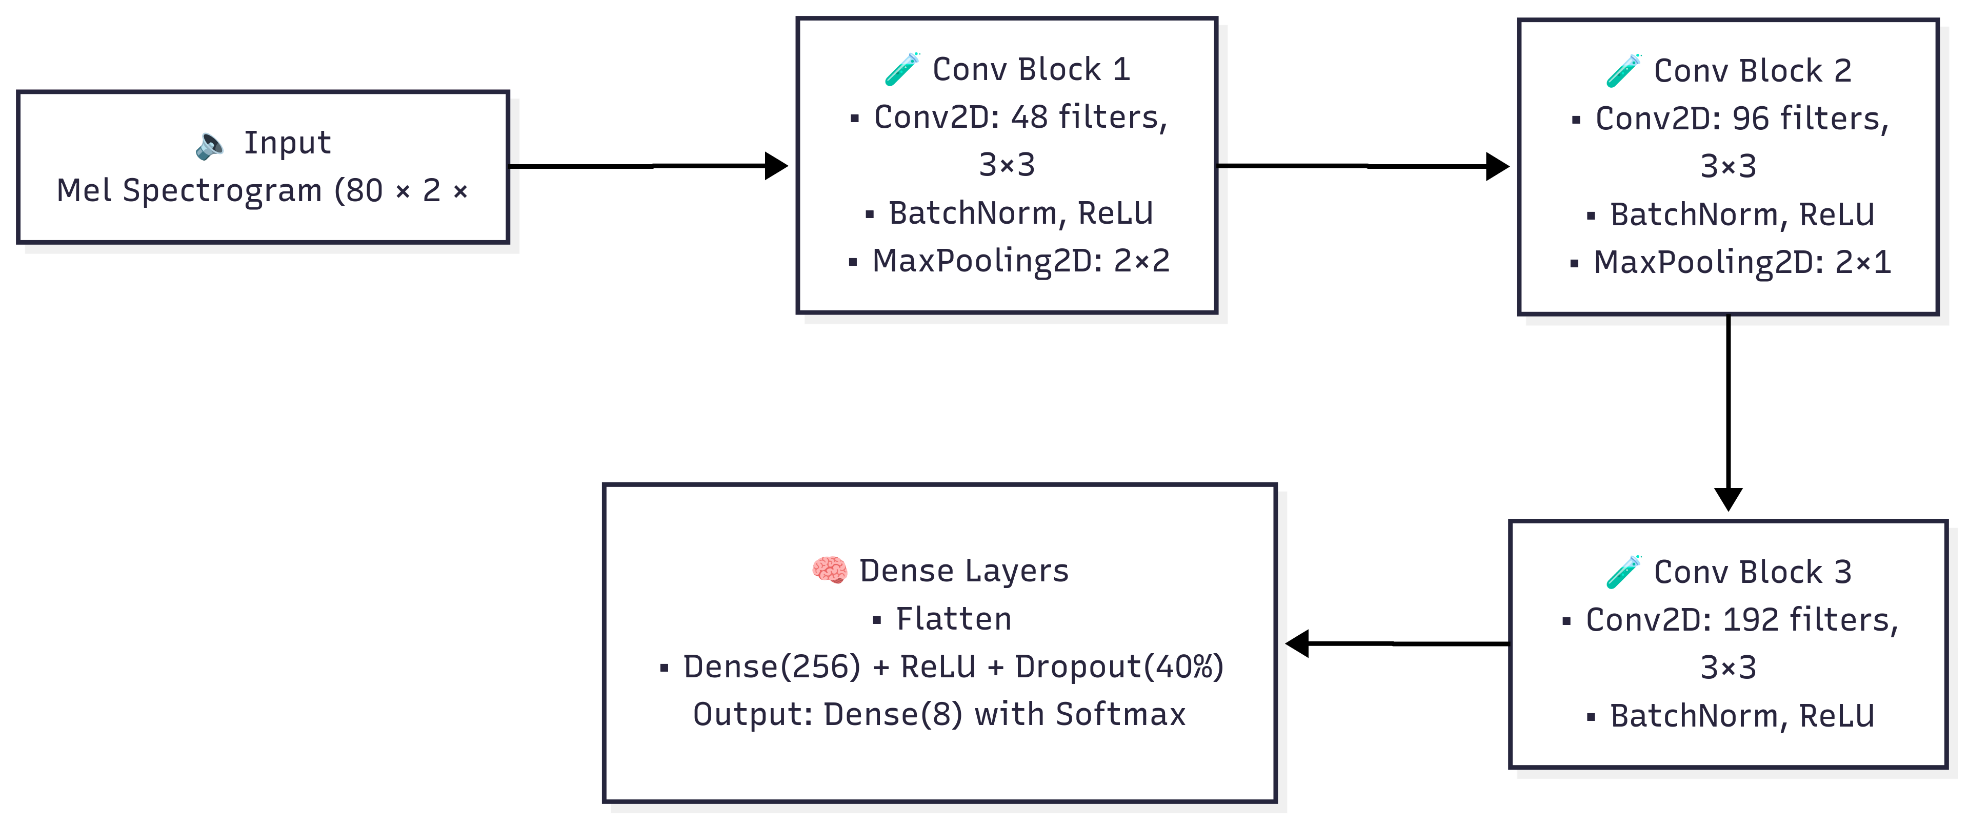 Input
Mel Spectrogram (80 × 2 ×
Conv Block 1
▪ Conv2D: 48 filters,
3×3
▪ BatchNorm, ReLU
▪ MaxPooling2D: 2×2
Conv Block 2
▪ Conv2D: 96 filters,
3×3
▪ BatchNorm, ReLU
▪ MaxPooling2D: 2×1
Conv Block 3
▪ Conv2D: 192 filters,
3×3
▪ BatchNorm, ReLU
Dense Layers
▪ Flatten
▪ Dense(256) + ReLU + Dropout(40%)
Output: Dense(8) with Softmax